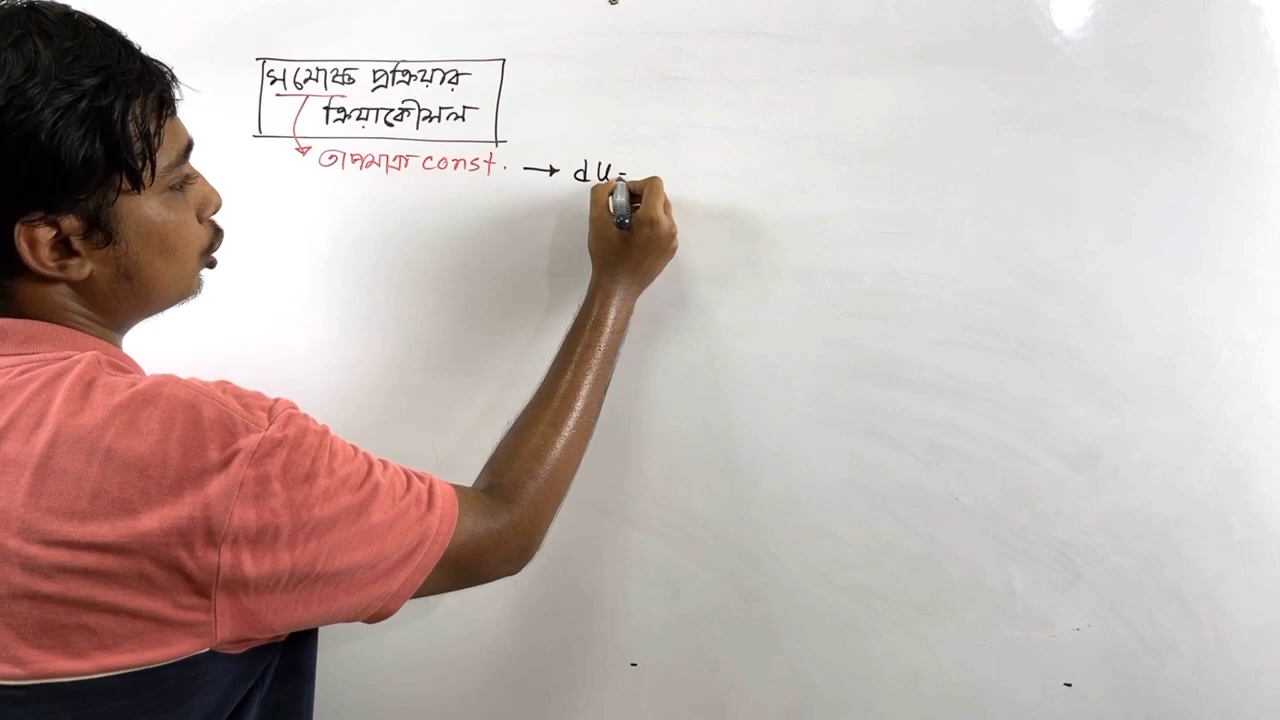 সমোষ্ণ প্রক্রিয়ার
ক্রিয়াকৌশল
তাপমাত্রা const. → dU =